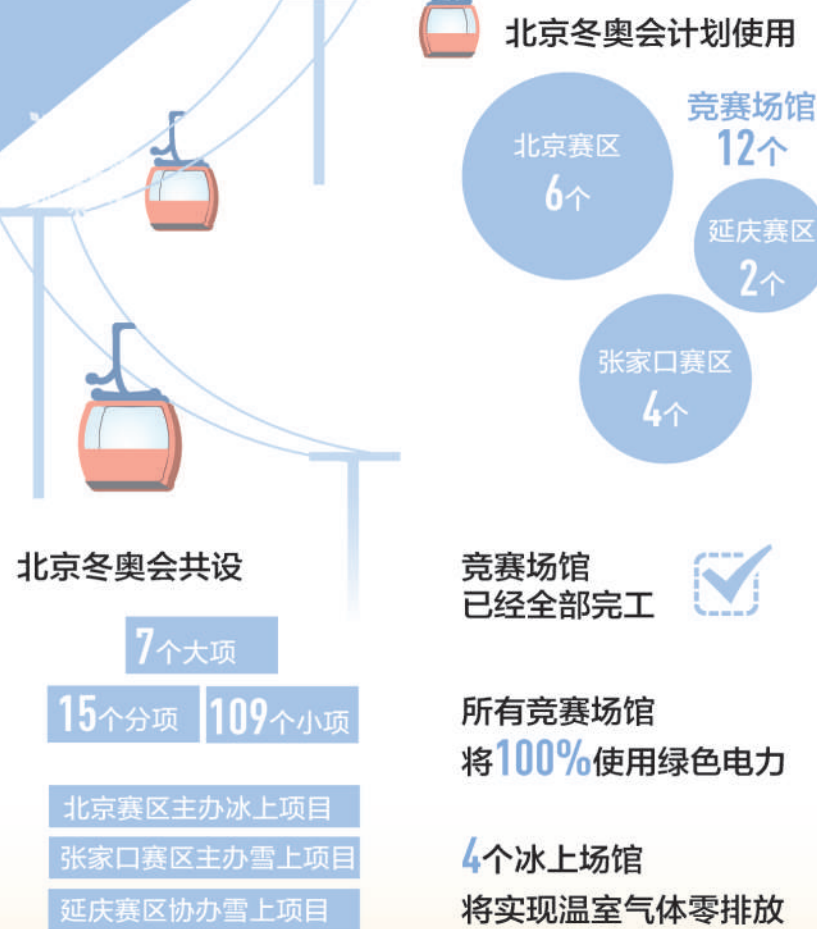 北京冬奥会计划使用
竞赛场馆
12个
北京赛区
6个
延庆赛区
2个
张家口赛区
4个
北京冬奥会共设
7个大项
15个分项
109个小项
北京赛区主办冰上项目
张家口赛区主办雪上项目
延庆赛区协办雪上项目
竞赛场馆
已经全部完工
所有竞赛场馆
将100%使用绿色电力
4个冰上场馆
将实现温室气体零排放